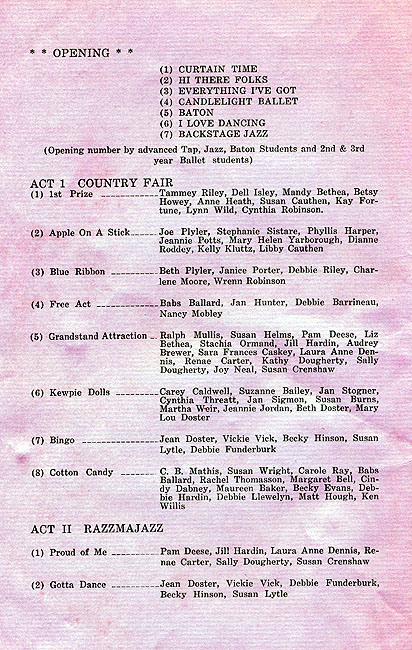 * * OPENING * *
(1) CURTAIN TIME
(2) HI THERE FOLKS
(3) EVERYTHING I'VE GOT
(4) CANDLELIGHT BALLET
(5) BATON
(6) I LOVE DANCING
(7) BACKSTAGE JAZZ
(Opening number by advanced Tap, Jazz, Baton Students and 2nd & 3rd
year Ballet students)
ACT I COUNTRY FAIR
(1) 1st Prize ____________ Tammey Riley, Dell Isley, Mandy Bethea, Betsy
Howey, Anne Heath, Susan Cauthen, Kay For-
tune, Lynn Wild, Cynthia Robinson.
(2) Apple On A Stick______ Joe Plyler, Stephanie Sistare, Phyllis Harper,
Jeannie Potts, Mary Helen Yarborough, Dianne
Roddey, Kelly Kluttz, Libby Cauthen
(3) Blue Ribbon __________ Beth Plyler, Janice Porter, Debbie Riley, Char-
lene Moore, Wrenn Robinson
(4) Free Act _____________ Babs Ballard, Jan Hunter, Debbie Barrineau,
Nancy Mobley
(5) Grandstand Attraction __ Ralph Mullis, Susan Helms, Pam Deese, Liz
Bethea, Stachia Ormand, Jill Hardin, Audrey
Brewer, Sara Frances Caskey, Laura Anne Den-
nis, Renae Carter, Kathy Dougherty, Sally
Dougherty, Joy Neal, Susan Crenshaw
(6) Kewpie Dolls _________ Carey Caldwell, Suzanne Bailey, Jan Stogner,
Cynthia Threatt, Jan Sigmon, Susan Burns,
Martha Weir, Jeannie Jordan, Beth Doster, Mary
Lou Doster
(7) Bingo ________________ Jean Doster, Vickie Vick, Becky Hinson, Susan
Lytle, Debbie Funderburk
(8) Cotton Candy _________ C. B. Mathis, Susan Wright, Carole Ray, Babs
Ballard, Rachel Thomasson, Margaret Bell, Cin-
dy Dabney, Maureen Baker, Becky Evans, Deb-
bie Hardin, Debbie Llewelyn, Matt Hough, Ken
Willis
ACT II RAZZMAJAZZ
(1) Proud of Me __________ Pam Deese, Jill Hardin, Laura Anne Dennis, Re-
nae Carter, Sally Dougherty, Susan Crenshaw
(2) Gotta Dance __________ Jean Doster, Vickie Vick, Debbie Funderburk,
Becky Hinson, Susan Lytle